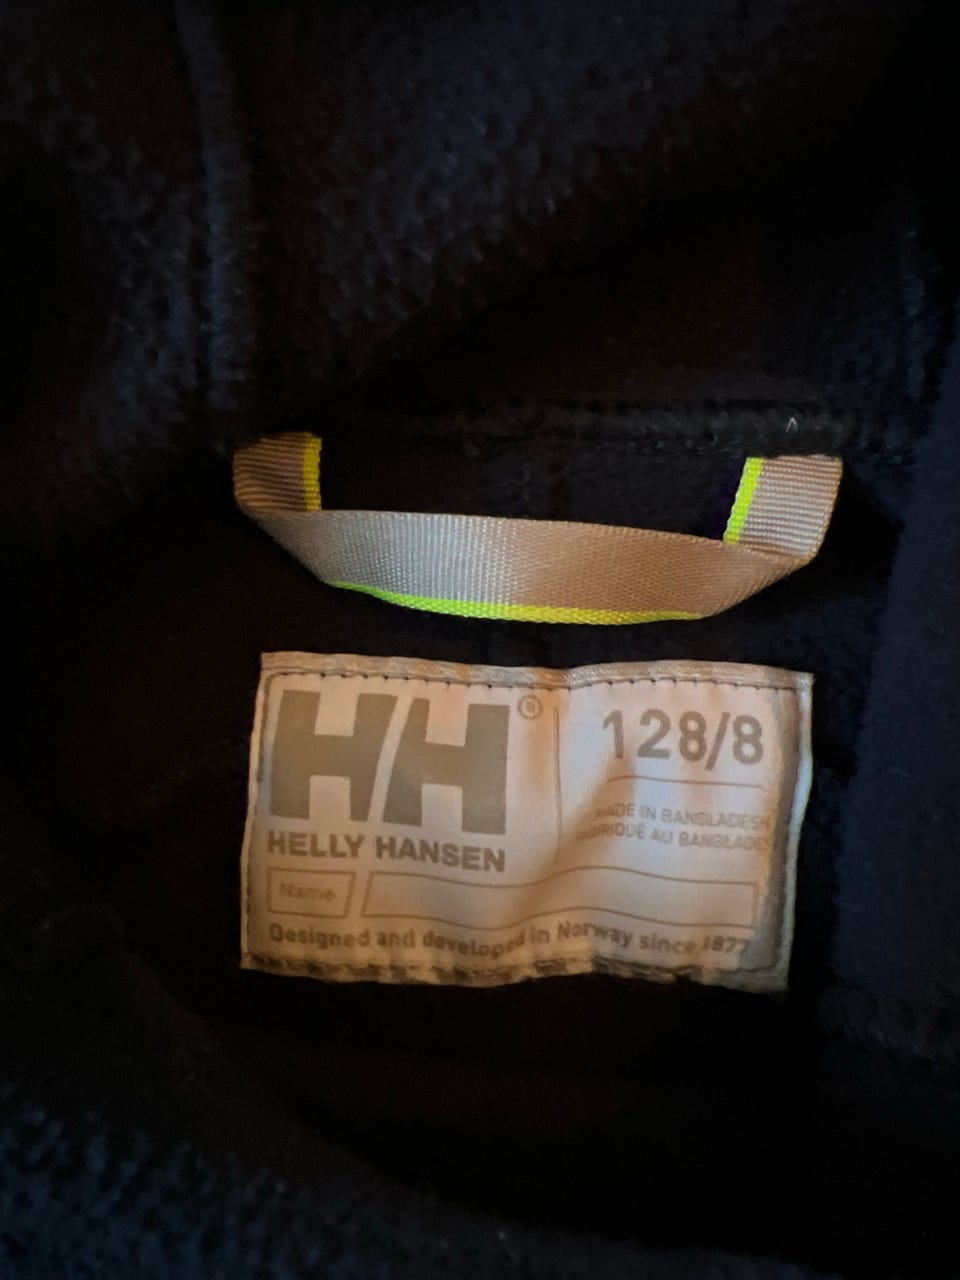 HH®
128/8
MADE IN BANGLADESH
FABRIQUÉ AU BANGLADESH
HELLY HANSEN
Name
Designed and developed in Norway since 1877